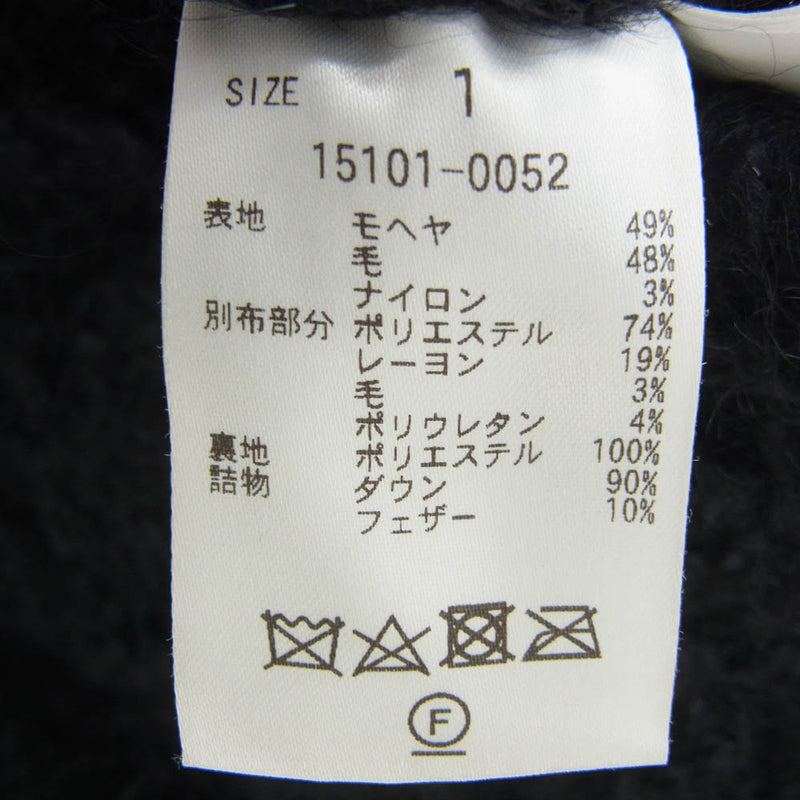 SIZE 1
15101-0052
表地 モヘヤ 49%
毛 48%
ナイロン 3%
別布部分 ポリエステル 74%
レーヨン 19%
毛 3%
ポリウレタン 4%
裏地 ポリエステル 100%
詰物 ダウン 90%
フェザー 10%
F